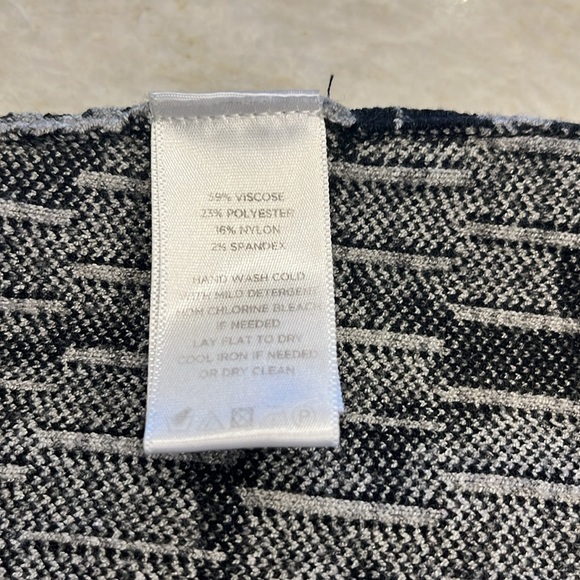 59% VISCOSE
23% POLYESTER
16% NYLON
2% SPANDEX
HAND WASH COLD
WITH MILD DETERGENT
NON CHLORINE BLEACH
IF NEEDED
LAY FLAT TO DRY
COOL IRON IF NEEDED
OR DRY CLEAN
P